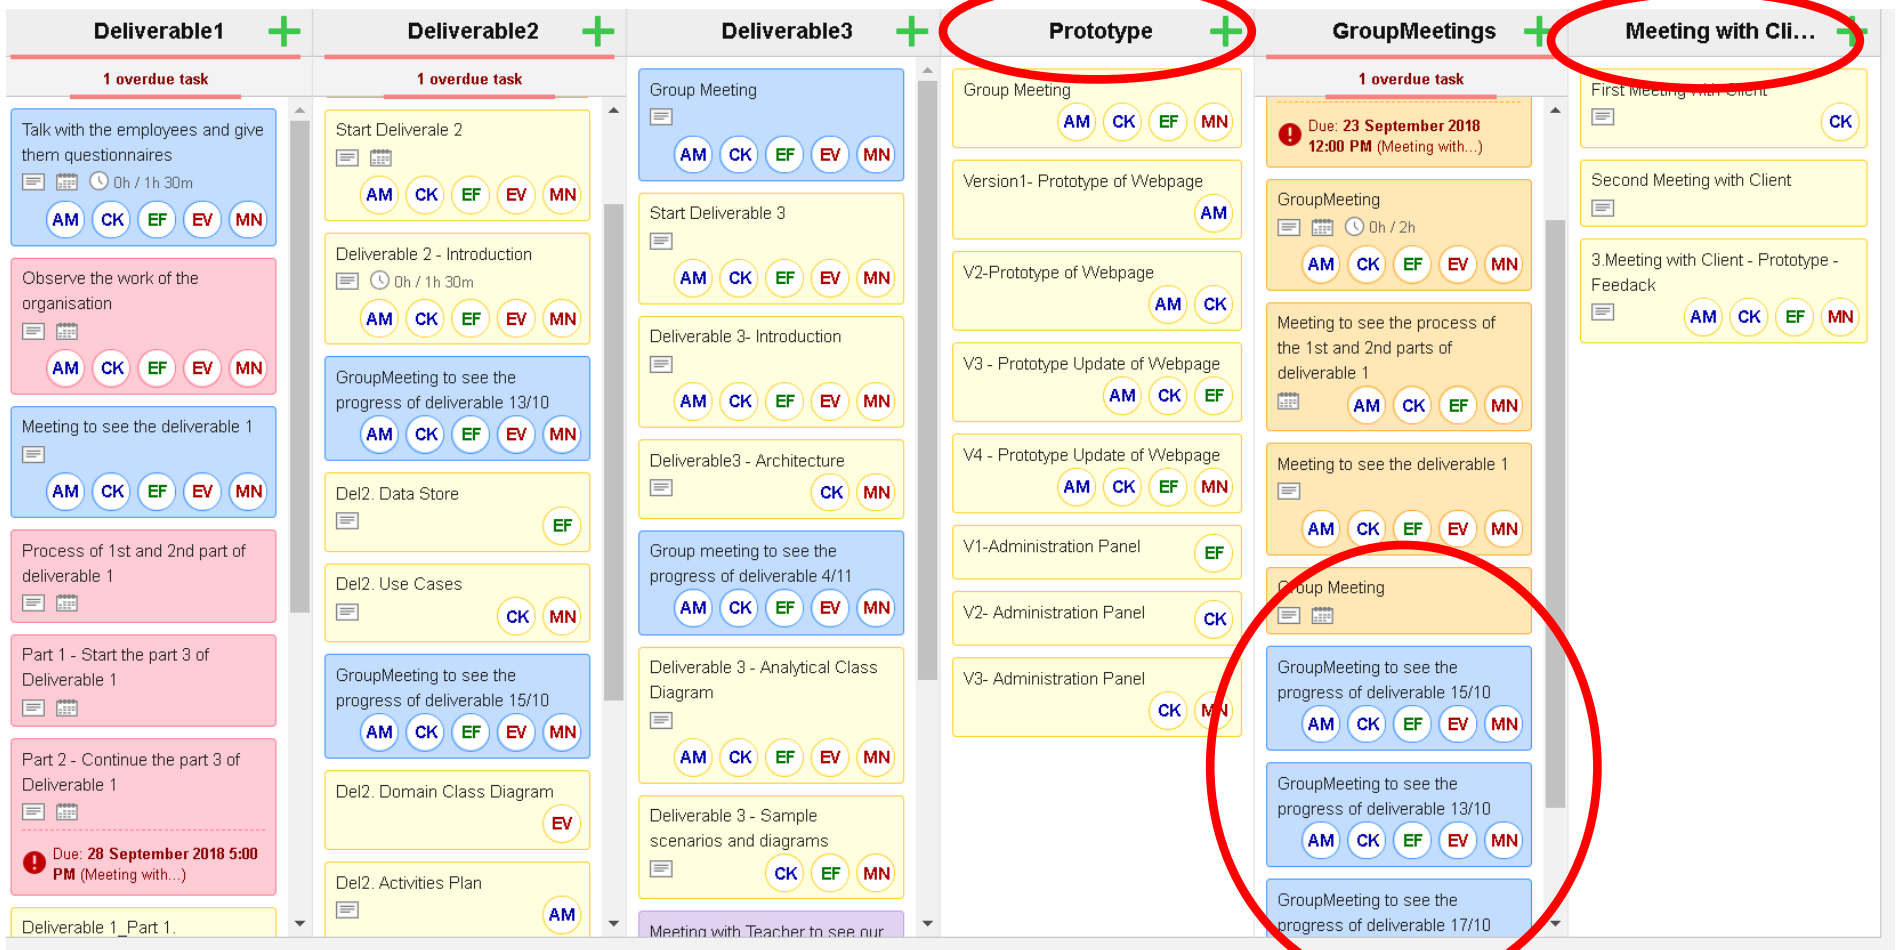 Deliverable1
1 overdue task
Talk with the employees and give
them questionnaires
0h / 1h 30m
AM CK EF EV MN
Observe the work of the
organisation
AM CK EF EV MN
Meeting to see the deliverable 1
AM CK EF EV MN
Process of 1st and 2nd part of
deliverable 1
Part 1 - Start the part 3 of
Deliverable 1
Part 2 - Continue the part 3 of
Deliverable 1
Due: 28 September 2018 5:00
PM (Meeting with...)
Deliverable 1_Part 1.
Deliverable2
1 overdue task
Start Deliverale 2
AM CK EF EV MN
Deliverable 2 - Introduction
0h / 1h 30m
AM CK EF EV MN
GroupMeeting to see the
progress of deliverable 13/10
AM CK EF EV MN
Del2. Data Store
EF
Del2. Use Cases
CK MN
GroupMeeting to see the
progress of deliverable 15/10
AM CK EF EV MN
Del2. Domain Class Diagram
EV
Del2. Activities Plan
AM
Deliverable3
Group Meeting
AM CK EF EV MN
Start Deliverable 3
AM CK EF EV MN
Deliverable 3- Introduction
AM CK EF EV MN
Deliverable3 - Architecture
CK MN
Group meeting to see the
progress of deliverable 4/11
AM CK EF EV MN
Deliverable 3 - Analytical Class
Diagram
AM CK EF EV MN
Deliverable 3 - Sample
scenarios and diagrams
CK EF MN
Meeting with Teacher to see our
Prototype
Group Meeting
AM CK EF MN
Version1- Prototype of Webpage
AM
V2-Prototype of Webpage
AM CK
V3 - Prototype Update of Webpage
AM CK EF
V4 - Prototype Update of Webpage
AM CK EF MN
V1-Administration Panel
EF
V2- Administration Panel
CK
V3- Administration Panel
CK MN
GroupMeetings
1 overdue task
Due: 23 September 2018
12:00 PM (Meeting with...)
GroupMeeting
0h / 2h
AM CK EF EV MN
Meeting to see the process of
the 1st and 2nd parts of
deliverable 1
AM CK EF MN
Meeting to see the deliverable 1
AM CK EF EV MN
Group Meeting
GroupMeeting to see the
progress of deliverable 15/10
AM CK EF EV MN
GroupMeeting to see the
progress of deliverable 13/10
AM CK EF EV MN
GroupMeeting to see the
progress of deliverable 17/10
Meeting with Cli...
First Meeting with Client
CK
Second Meeting with Client
3.Meeting with Client - Prototype -
Feedack
AM CK EF MN